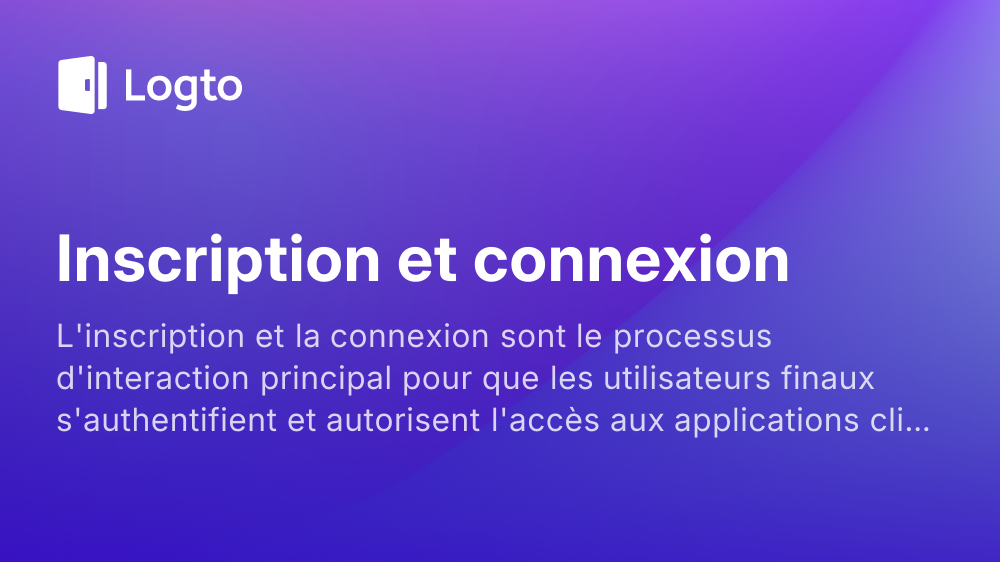 Logto
Inscription et connexion
L'inscription et la connexion sont le processus
d'interaction principal pour que les utilisateurs finaux
s'authentifient et autorisent l'accès aux applications cli...